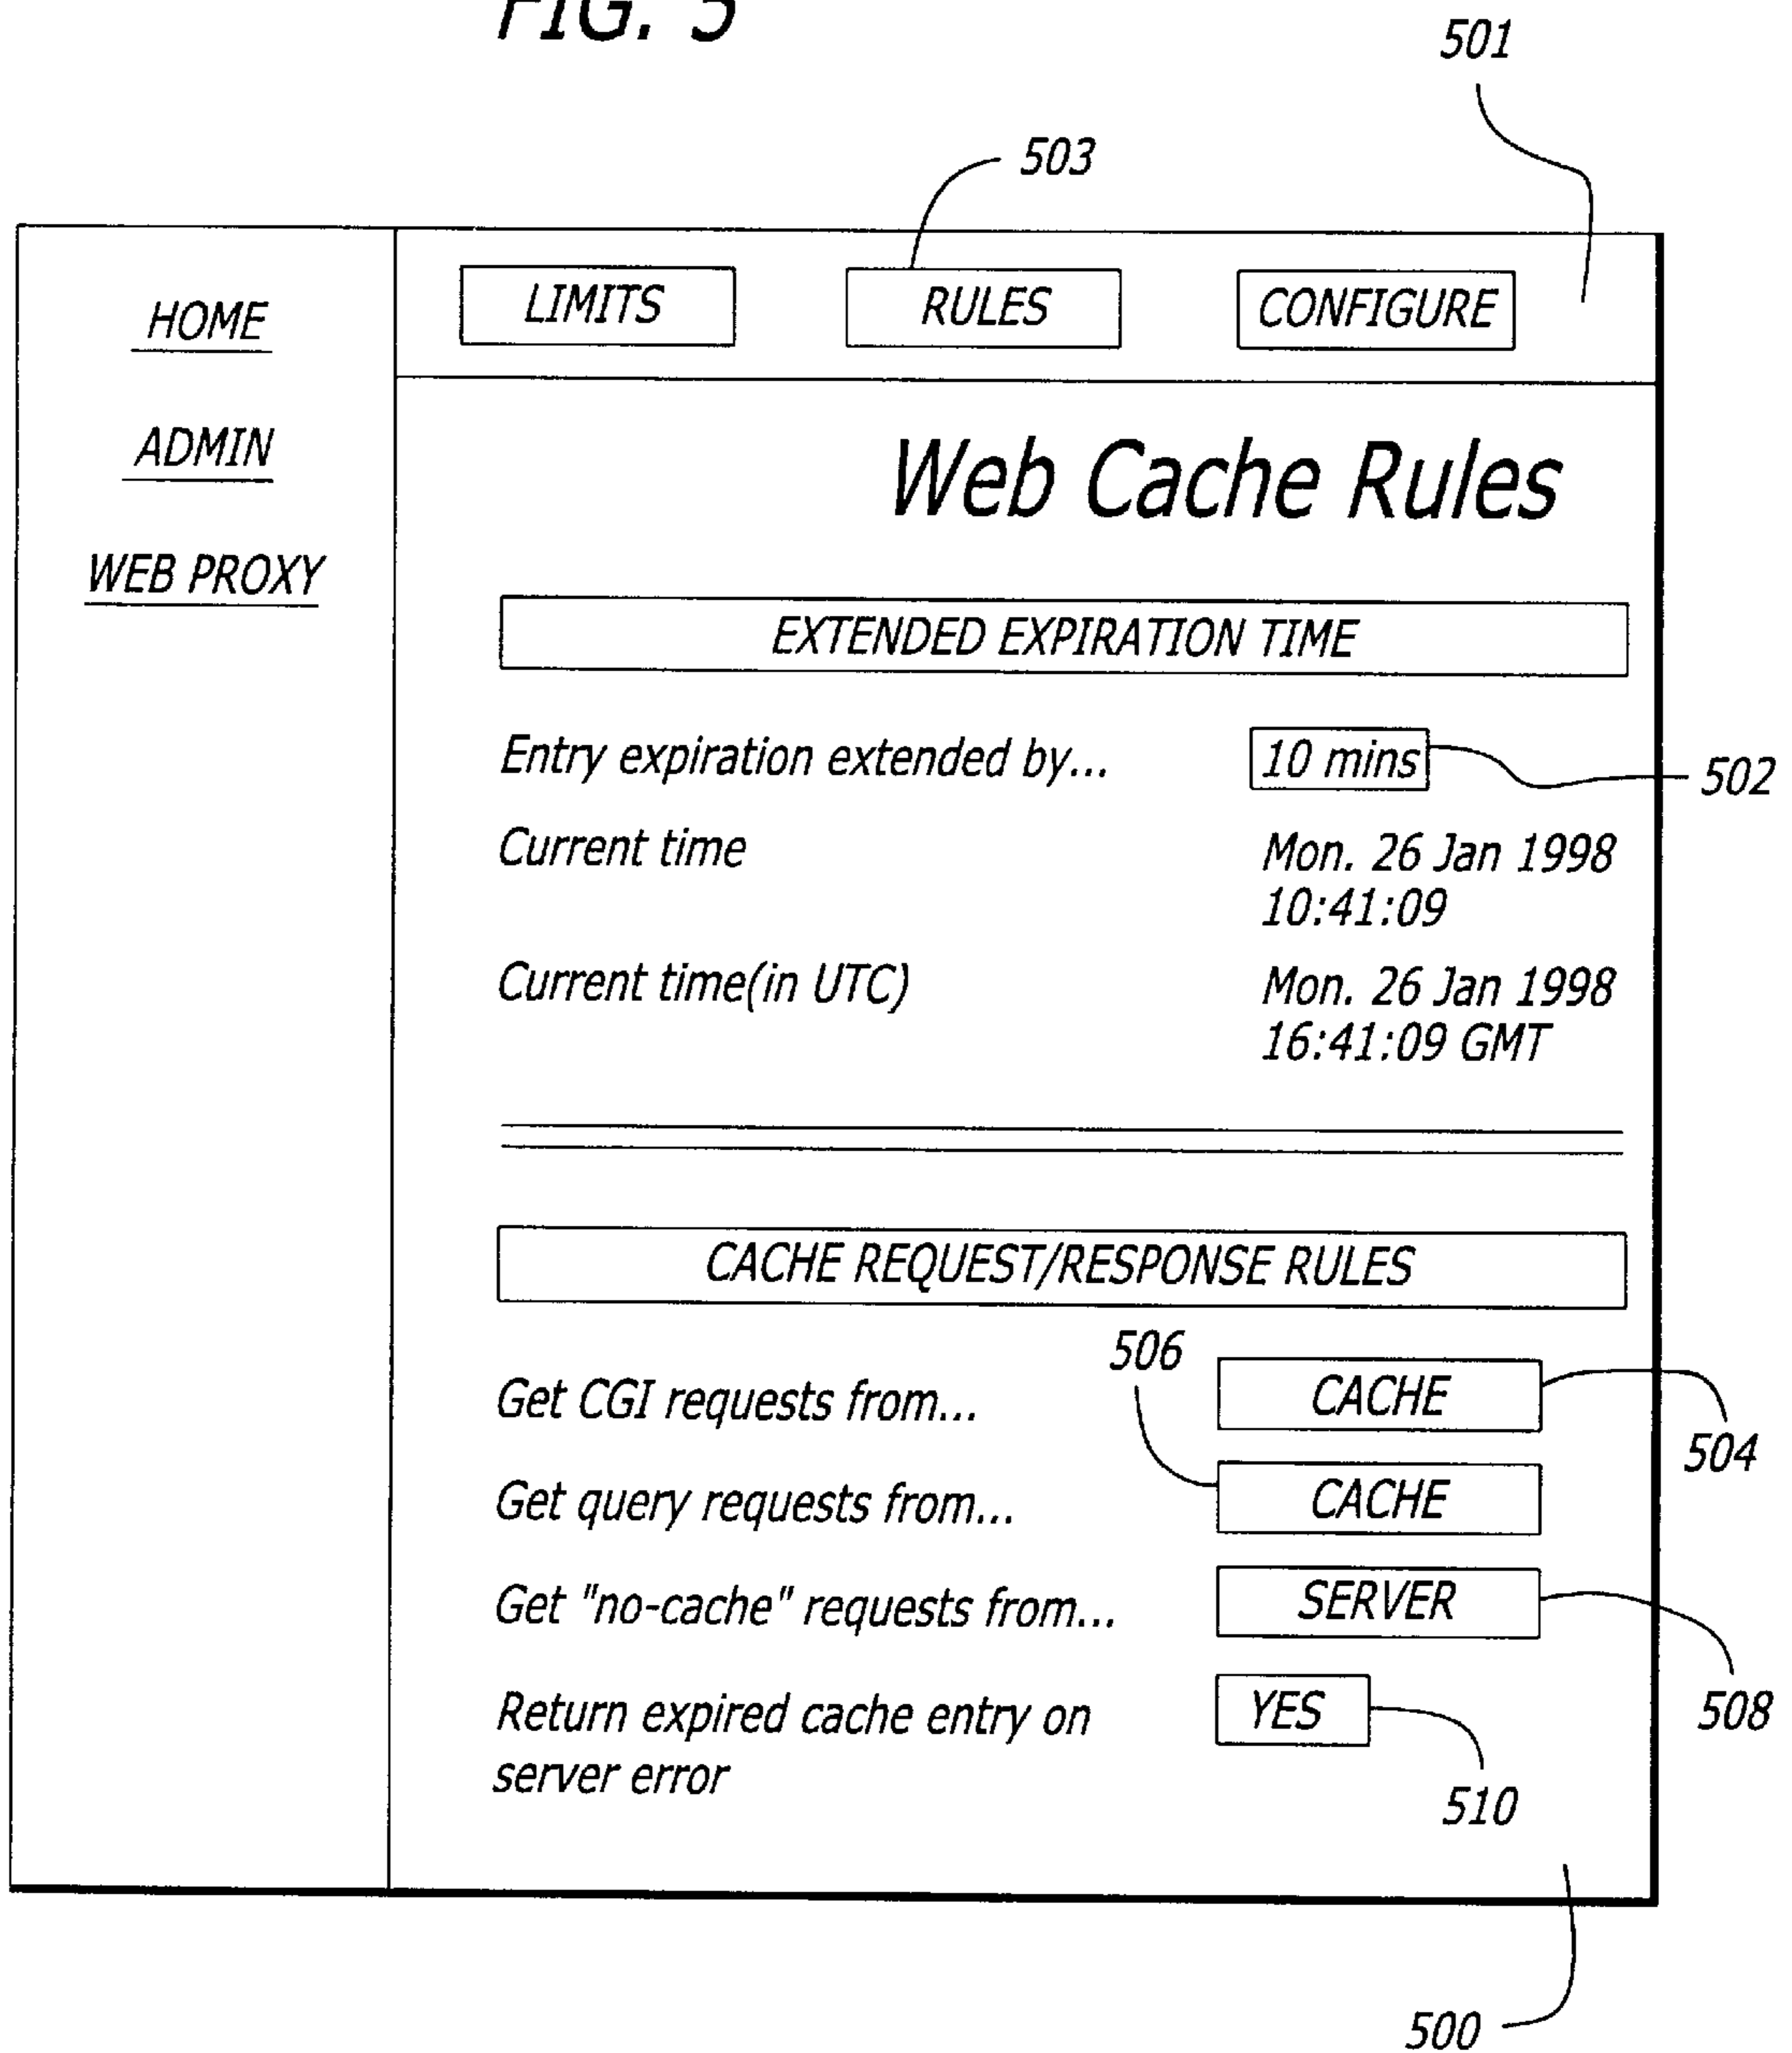 FIG. 5
501
503
HOME
ADMIN
WEB PROXY
LIMITS RULES CONFIGURE
Web Cache Rules
EXTENDED EXPIRATION TIME
Entry expiration extended by... 10 mins 502
Current time Mon. 26 Jan 1998
10:41:09
Current time(in UTC) Mon. 26 Jan 1998
16:41:09 GMT
CACHE REQUEST/RESPONSE RULES
506
Get CGI requests from... CACHE
504
Get query requests from... CACHE
Get "no-cache" requests from... SERVER
508
Return expired cache entry on YES
server error
510
500